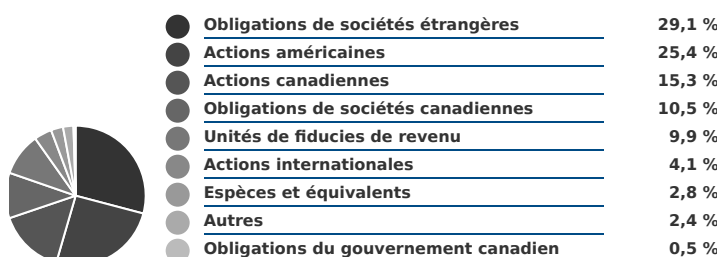 Obligations de sociétés étrangères 29,1 %
Actions américaines 25,4 %
Actions canadiennes 15,3 %
Obligations de sociétés canadiennes 10,5 %
Unités de fiducies de revenu 9,9 %
Actions internationales 4,1 %
Espèces et équivalents 2,8 %
Autres 2,4 %
Obligations du gouvernement canadien 0,5 %